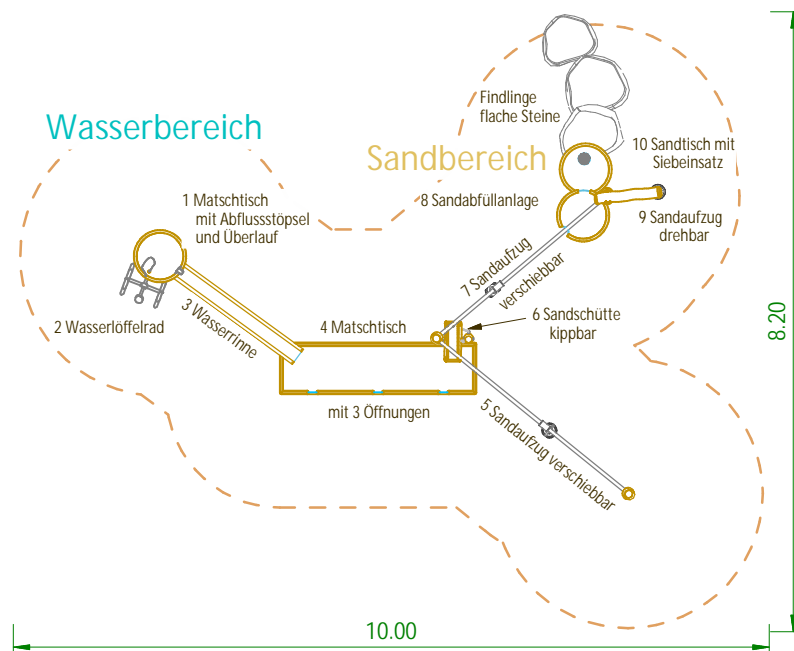 Wasserbereich
Sandbereich
Findlinge
flache Steine
10 Sandtisch mit
Siebeinsatz
1 Matschtisch
mit Abflussstöpsel
und Überlauf
8 Sandabfüllanlage
9 Sandaufzug
drehbar
7 Sandaufzug
verschiebbar
2 Wasserlöffelrad
3 Wasserrinne
4 Matschtisch
6 Sandschütte
kippbar
mit 3 Öffnungen
5 Sandaufzug verschiebbar
8.20
10.00